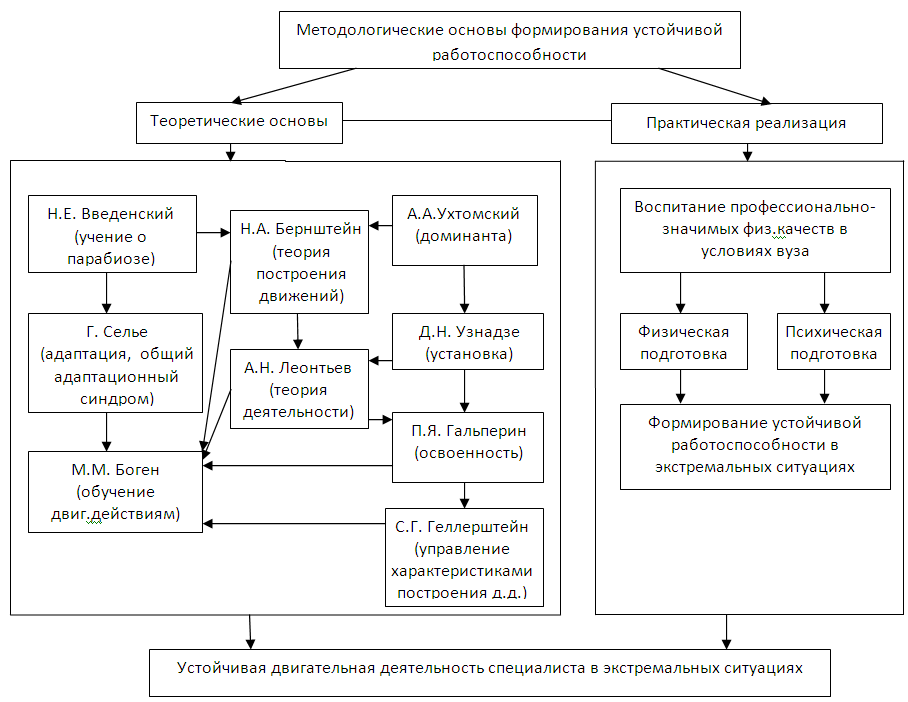 Методологические основы формирования устойчивой
работоспособности
Теоретические основы
Практическая реализация
Н.Е. Введенский
(учение о
парабиозе)
Н.А. Бернштейн
(теория
построения
движений)
А.А.Ухтомский
(доминанта)
Г. Селье
(адаптация, общий
адаптационный
синдром)
А.Н. Леонтьев
(теория
деятельности)
Д.Н. Узнадзе
(установка)
П.Я. Гальперин
(освоенность)
М.М. Боген
(обучение
двиг.действиям)
С.Г. Геллерштейн
(управление
характеристиками
построения д.д.)
Воспитание профессионально-
значимых физ.качеств в
условиях вуза
Физическая
подготовка
Психическая
подготовка
Формирование устойчивой
работоспособности в
экстремальных ситуациях
Устойчивая двигательная деятельность специалиста в экстремальных ситуациях